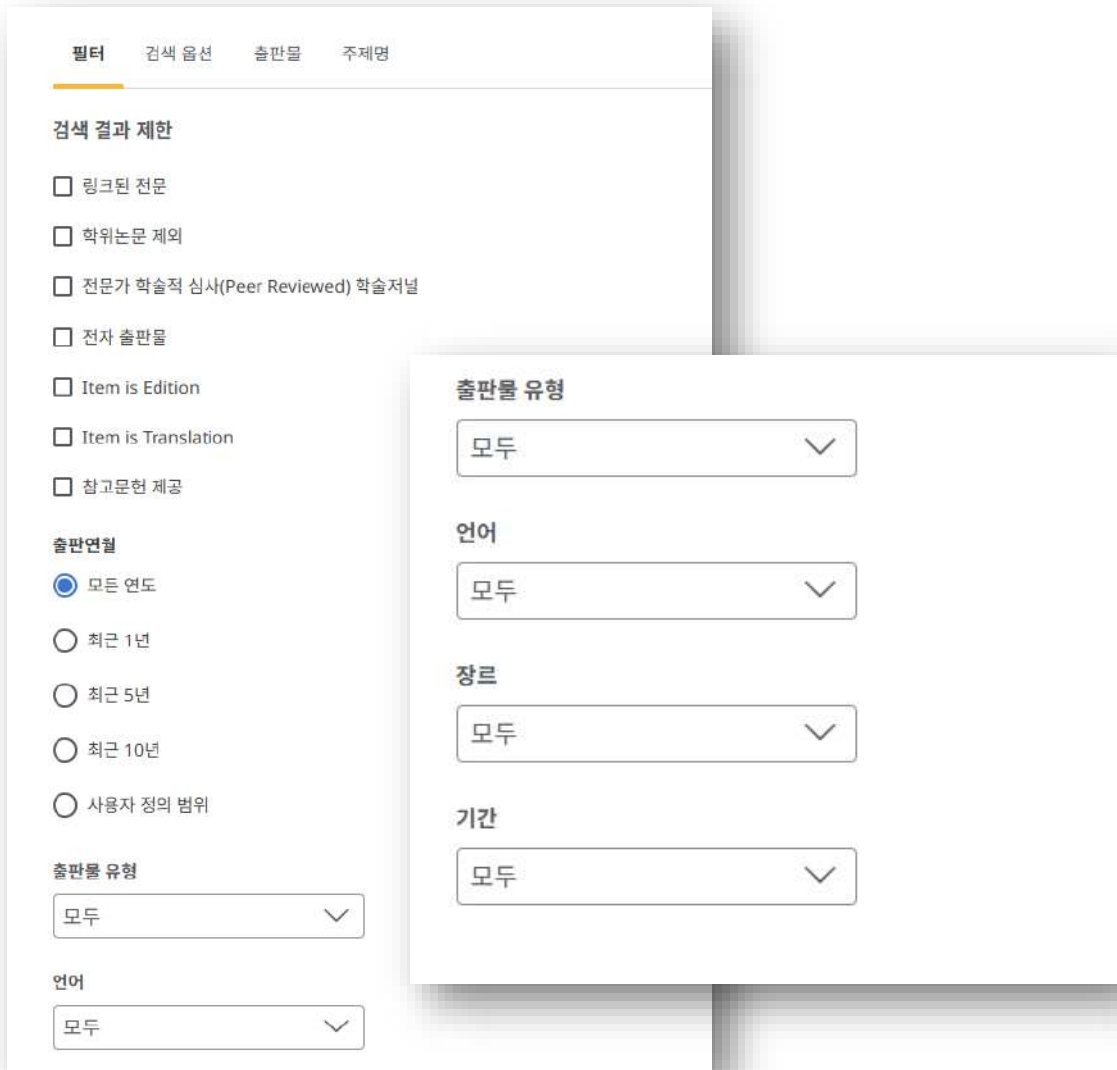 필터 검색 옵션 출판물 주제명
검색 결과 제한
링크된 전문
학위논문 제외
전문가 학술적 심사(Peer Reviewed) 학술저널
전자 출판물
Item is Edition
Item is Translation
참고문헌 제공
출판연월
모든 연도
최근 1년
최근 5년
최근 10년
사용자 정의 범위
출판물 유형
모두
언어
모두
출판물 유형
모두
언어
모두
장르
모두
기간
모두